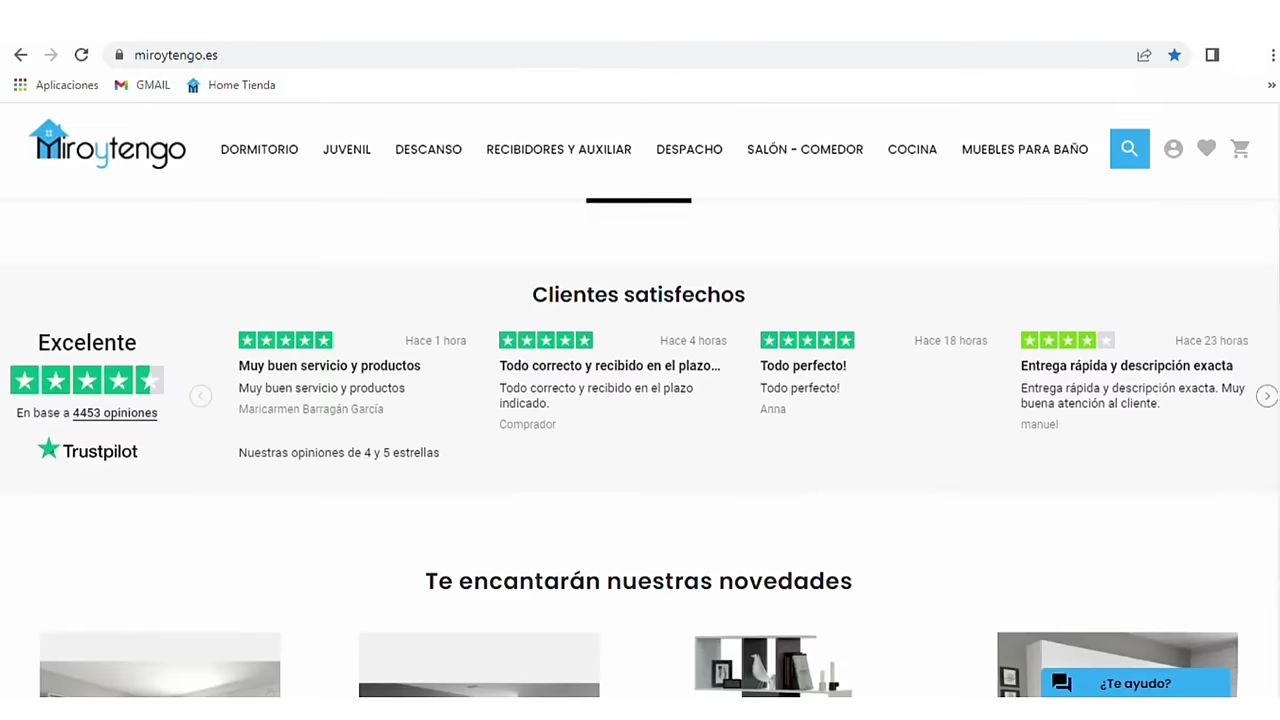 miroytengo.es
Aplicaciones
GMAIL
Home Tienda
»
Miroytengo
DORMITORIO
JUVENIL
DESCANSO
RECIBIDORES Y AUXILIAR
DESPACHO
SALÓN - COMEDOR
COCINA
MUEBLES PARA BAÑO
Clientes satisfechos
Excelente
En base a 4453 opiniones
Trustpilot
Hace 1 hora
Muy buen servicio y productos
Muy buen servicio y productos
Maricarmen Barragán García
Hace 4 horas
Todo correcto y recibido en el plazo...
Todo correcto y recibido en el plazo
indicado.
Comprador
Hace 18 horas
Todo perfecto!
Todo perfecto!
Anna
Hace 23 horas
Entrega rápida y descripción exacta
Entrega rápida y descripción exacta. Muy
buena atención al cliente.
manuel
Nuestras opiniones de 4 y 5 estrellas
Te encantarán nuestras novedades
¿Te ayudo?